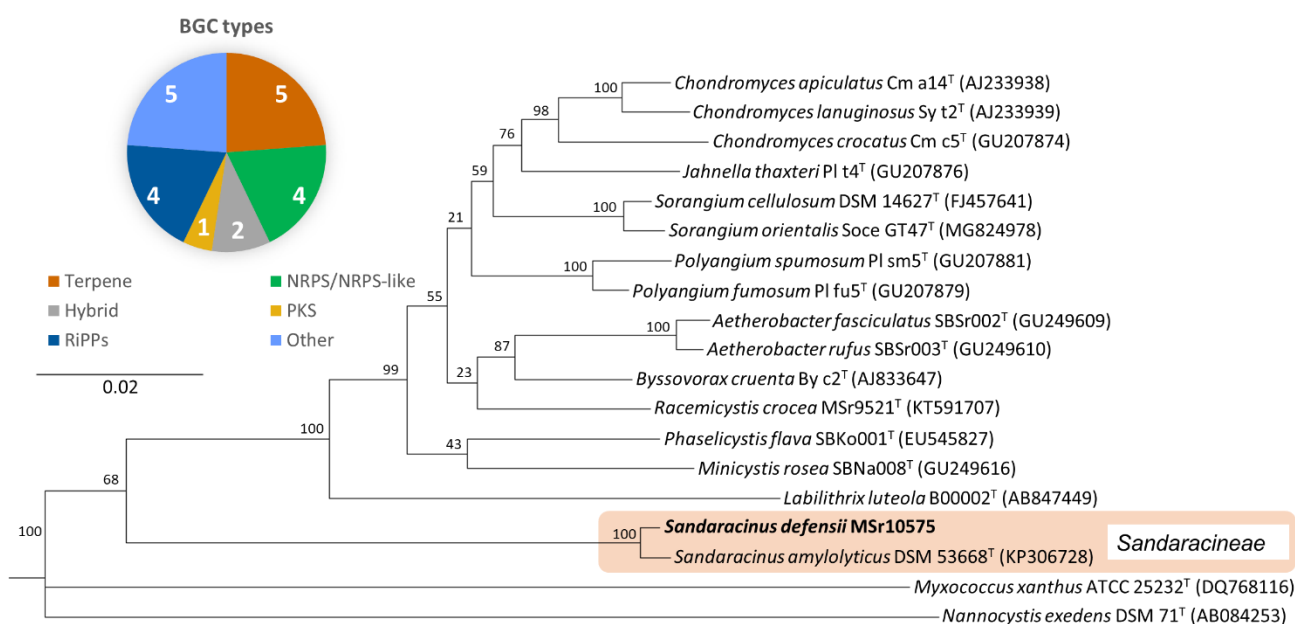 BGC types
5
5
4
4
1
2
Terpene
NRPS/NRPS-like
Hybrid
PKS
RiPPs
Other
0.02
Chondromyces apiculatus Cm a14ᵀ (AJ233938)
100
Chondromyces lanuginosus Sy t2ᵀ (AJ233939)
98
Chondromyces crocatus Cm c5ᵀ (GU207874)
76
Jahnella thaxteri Pl t4ᵀ (GU207876)
59
Sorangium cellulosum DSM 14627ᵀ (FJ457641)
100
Sorangium orientalis Soce GT47ᵀ (MG824978)
21
Polyangium spumosum Pl sm5ᵀ (GU207881)
100
Polyangium fumosum Pl fu5ᵀ (GU207879)
55
Aetherobacter fasciculatus SBSr002ᵀ (GU249609)
100
Aetherobacter rufus SBSr003ᵀ (GU249610)
87
Byssovorax cruenta By c2ᵀ (AJ833647)
23
Racemicystis crocea MSr9521ᵀ (KT591707)
99
Phaselicystis flava SBKo001ᵀ (EU545827)
43
Minicystis rosea SBNa008ᵀ (GU249616)
100
Labilithrix luteola B00002ᵀ (AB847449)
68
Sandaracinus defensii MSr10575
100
Sandaracinus amylolyticus DSM 53668ᵀ (KP306728)
Sandaracineae
100
Myxococcus xanthus ATCC 25232ᵀ (DQ768116)
Nannocystis exedens DSM 71ᵀ (AB084253)